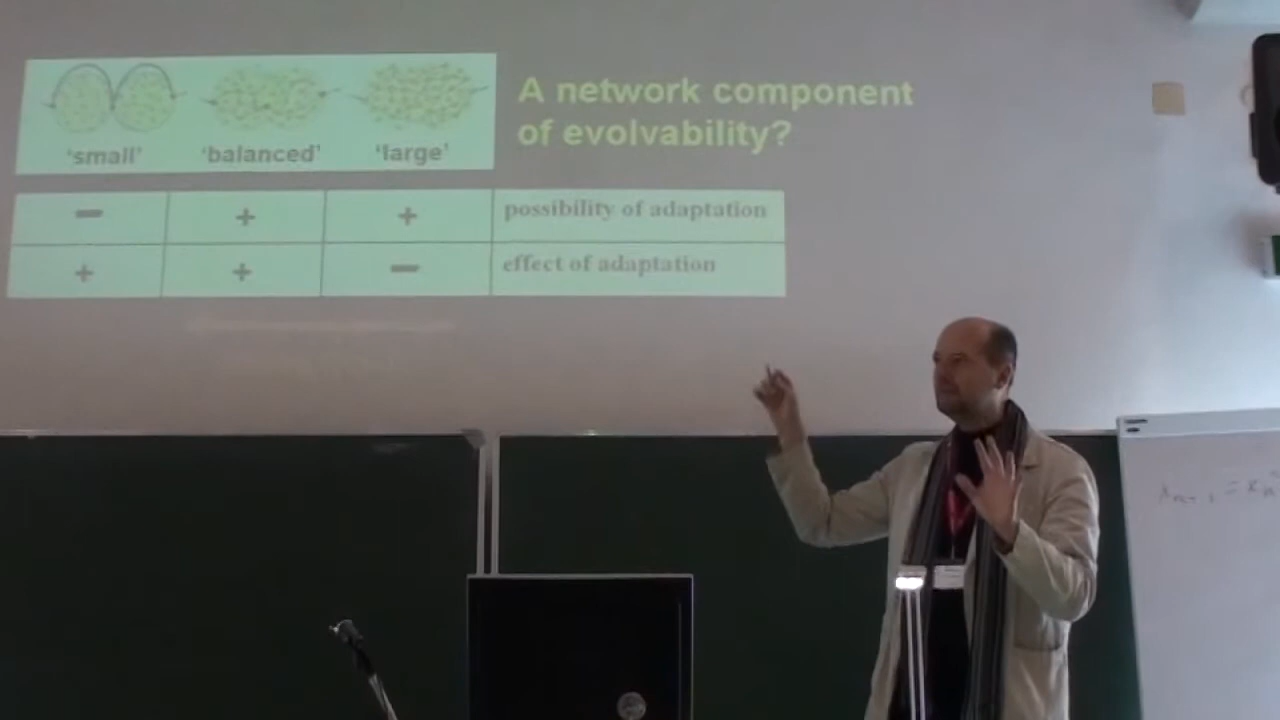 A network component
of evolvability?
'small' 'balanced' 'large'
– + + possibility of adaptation
+ + – effect of adaptation